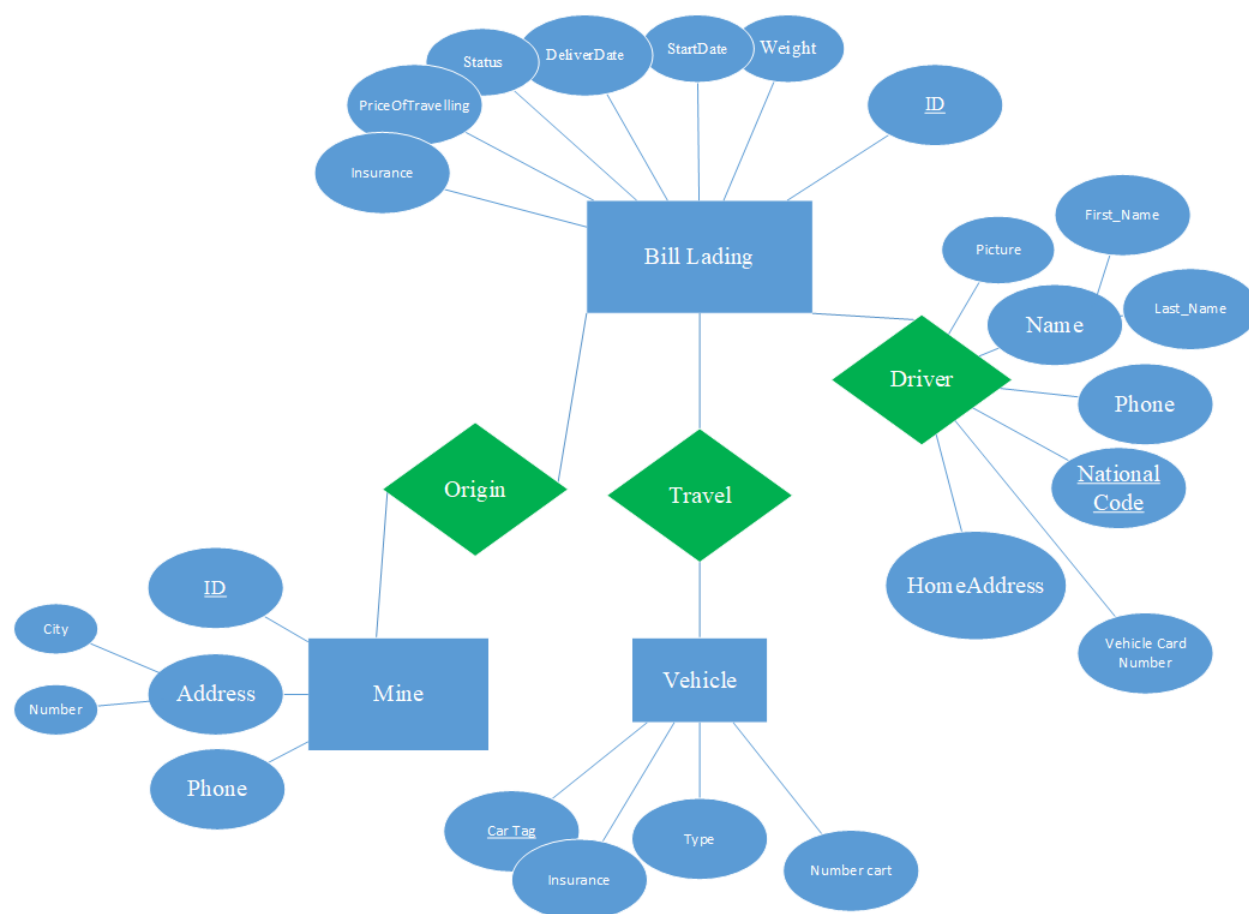 Weight
StartDate
DeliverDate
Status
PriceOfTravelling
ID
Insurance
Bill Lading
First_Name
Picture
Last_Name
Name
Driver
Phone
National
Code
Origin
Travel
HomeAddress
ID
City
Vehicle Card
Number
Address
Mine
Vehicle
Number
Phone
Car Tag
Type
Insurance
Number cart